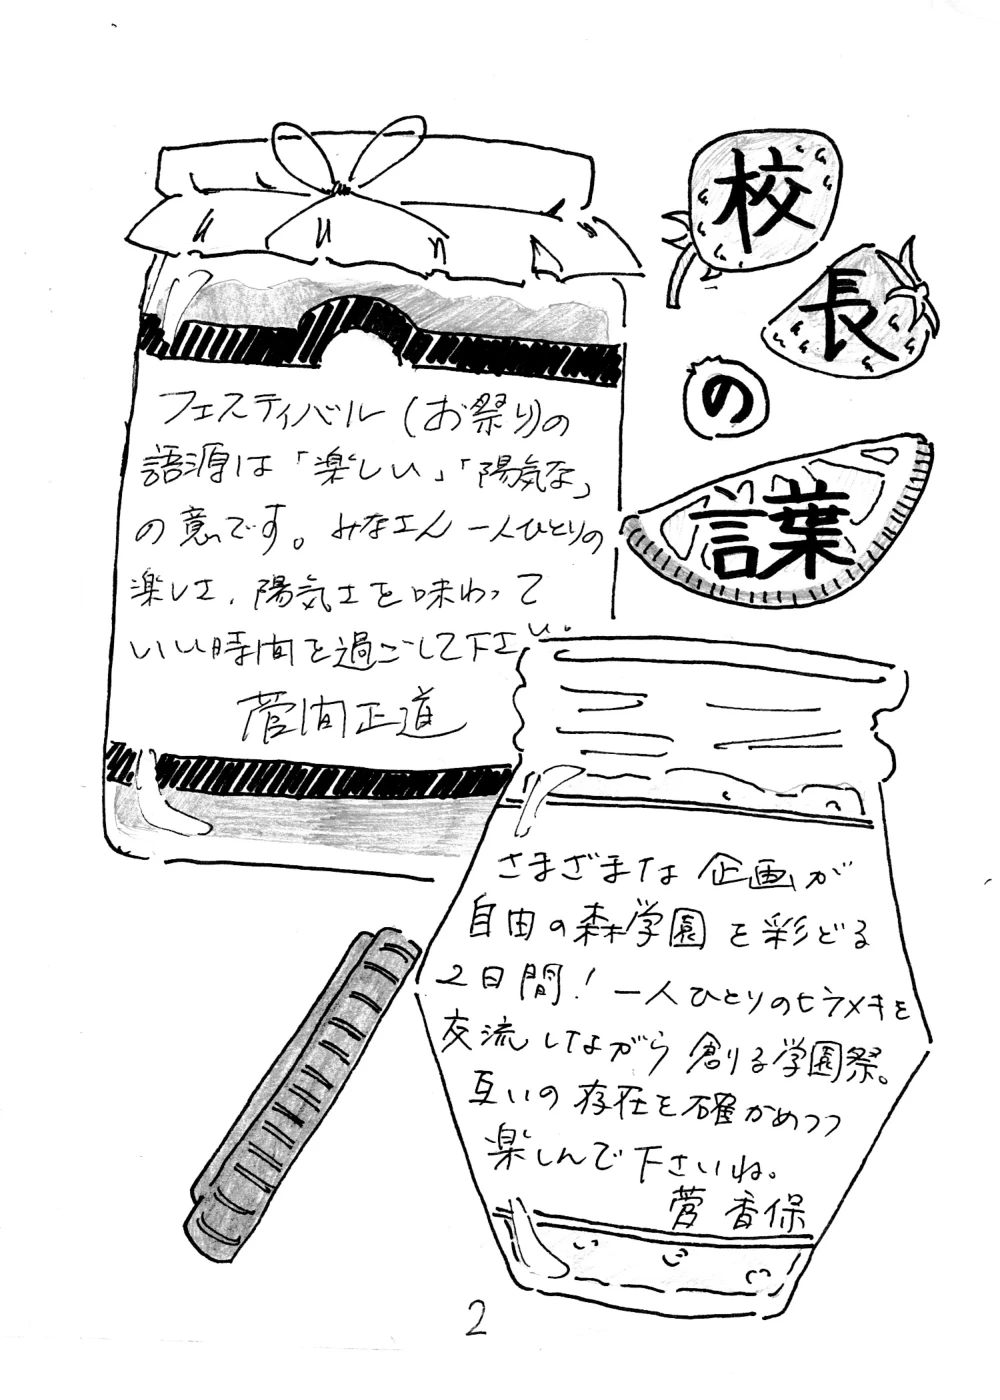 校長の言葉
フェスティバル(お祭り)の
語源は「楽しい」「陽気な」
の意です。みなさん一人ひとりの
楽しさ、陽気さを味わって
いい時間を過ごして下さい。
菅間正道
さまざまな企画が
自由の森学園を彩どる
2日間!一人ひとりのヒラメキを
交流しながら創る学園祭。
互いの存在を確かめつつ
楽しんで下さいね。
菅香保
2